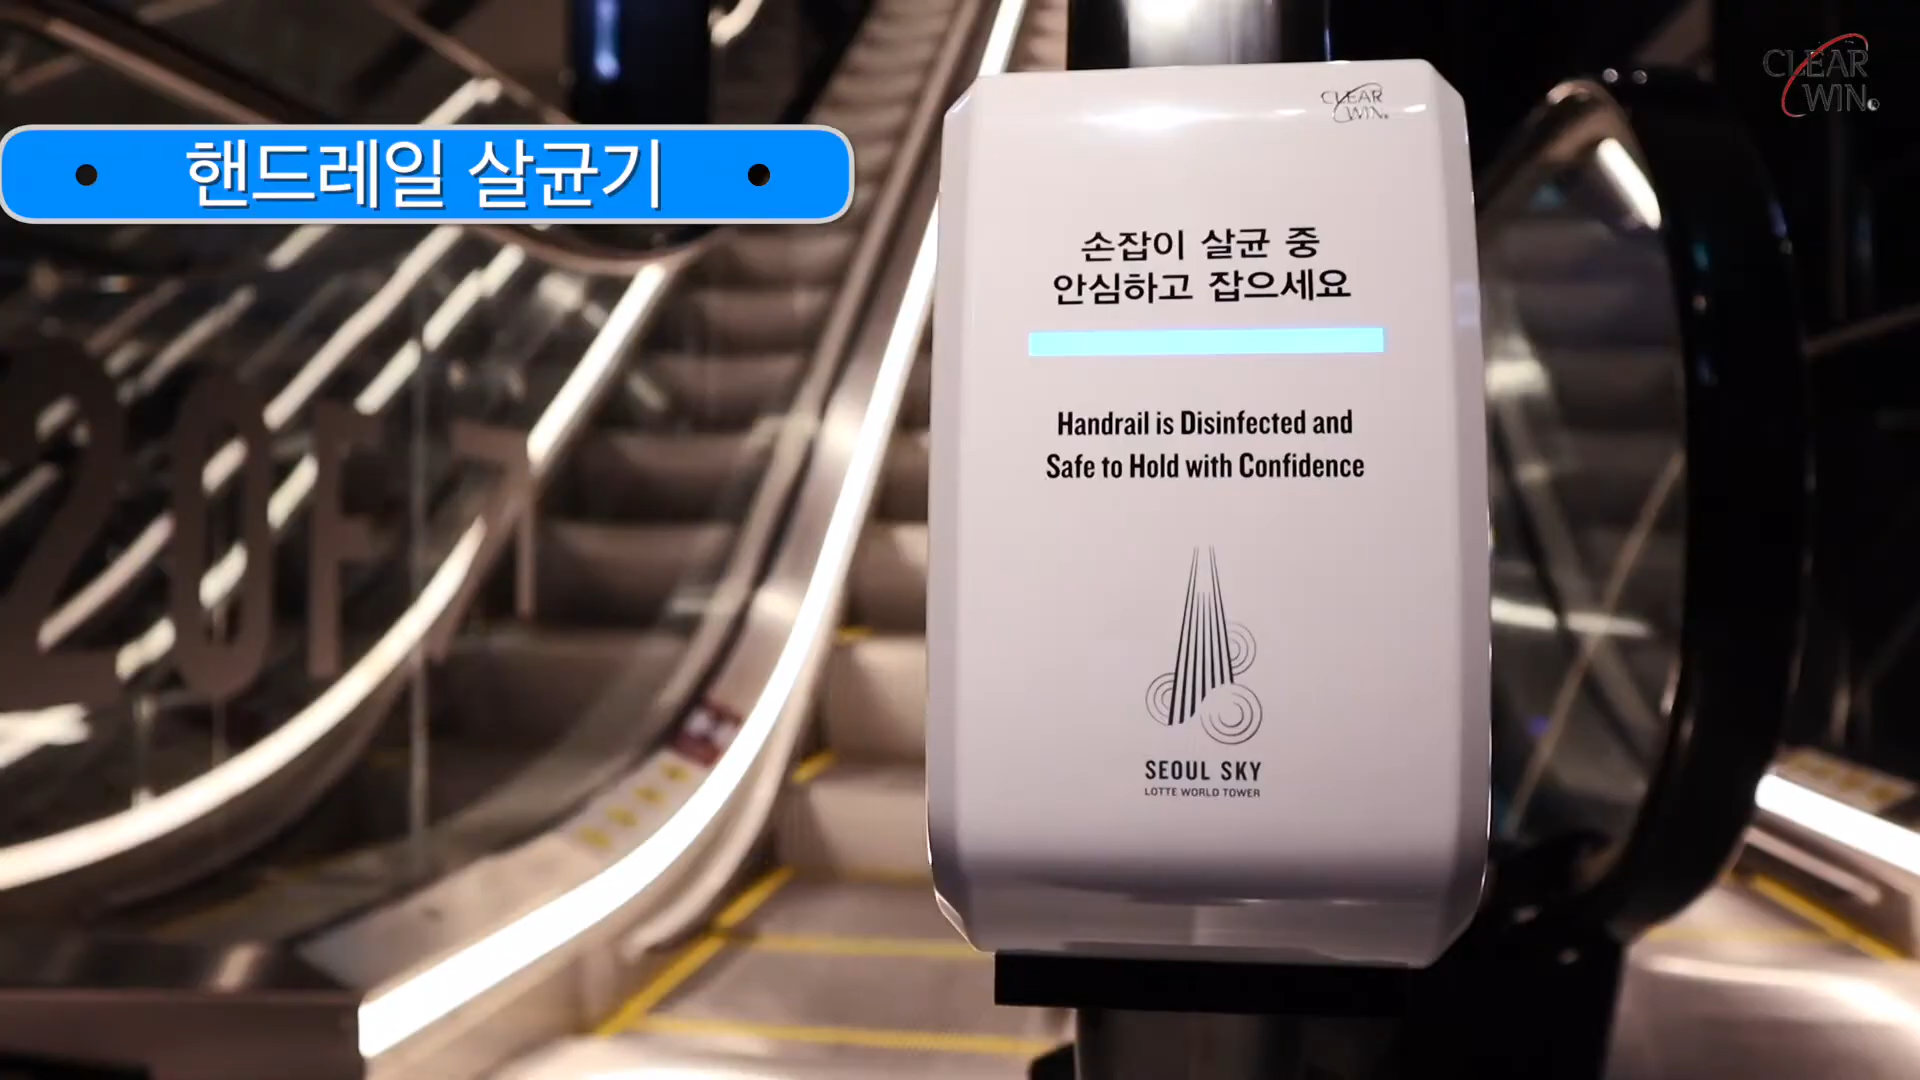 핸드레일 살균기
CLEAR
WIN
CLEAR
WIN
손잡이 살균 중
안심하고 잡으세요
Handrail is Disinfected and
Safe to Hold with Confidence
SEOUL SKY
LOTTE WORLD TOWER